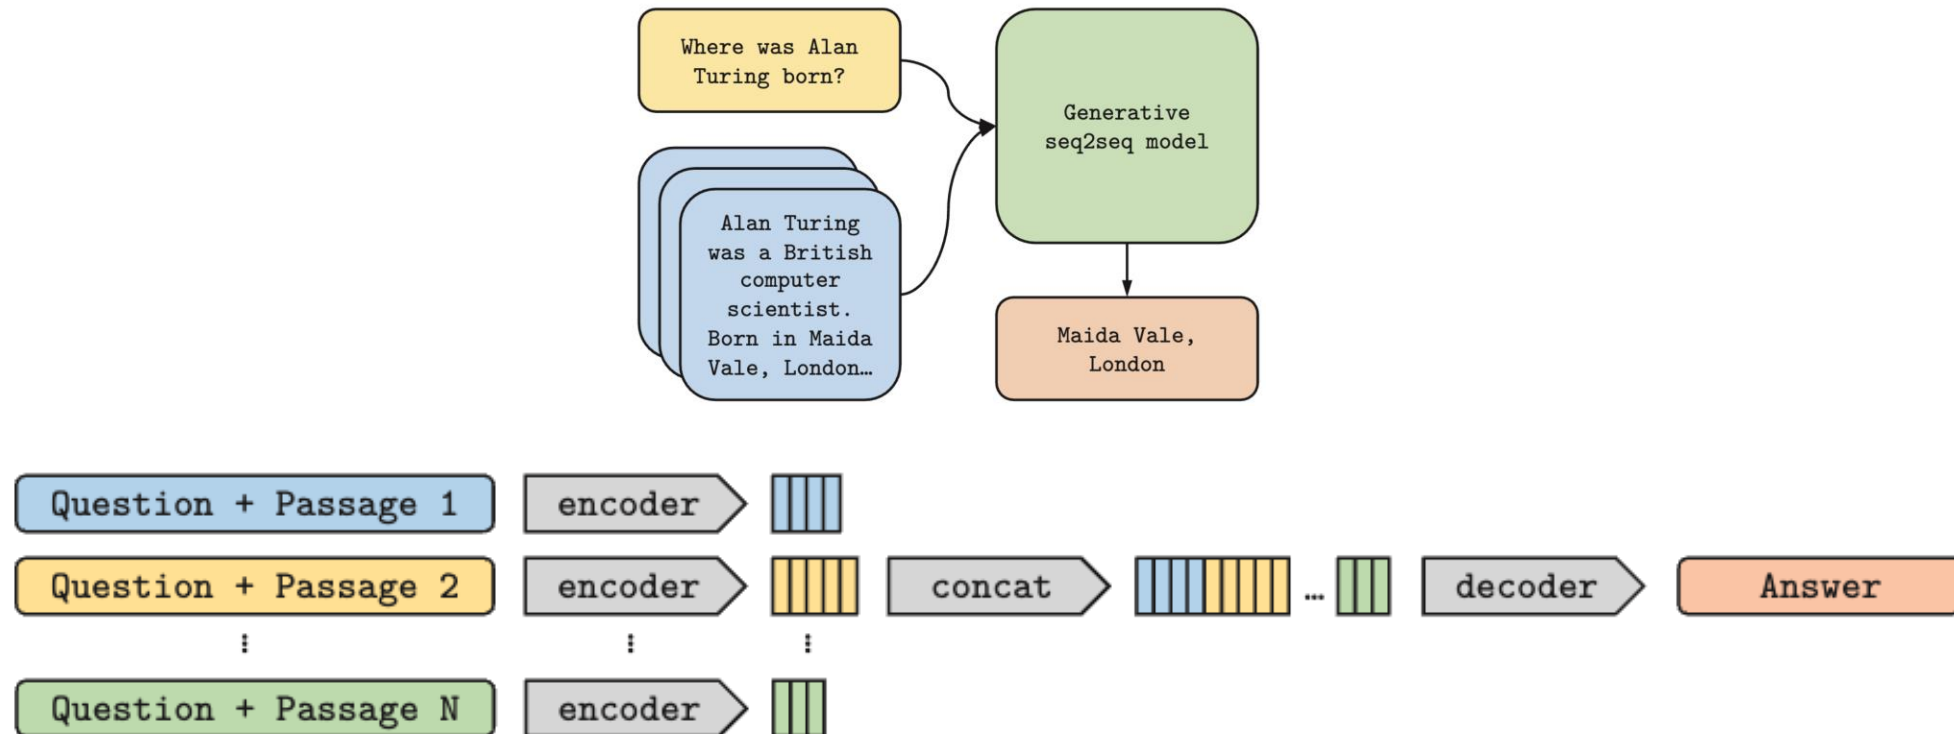 Where was Alan
Turing born?
Generative
seq2seq model
Alan Turing
was a British
computer
scientist.
Born in Maida
Vale, London…
Maida Vale,
London
Question + Passage 1
encoder
Question + Passage 2
encoder
concat
…
decoder
Answer
Question + Passage N
encoder